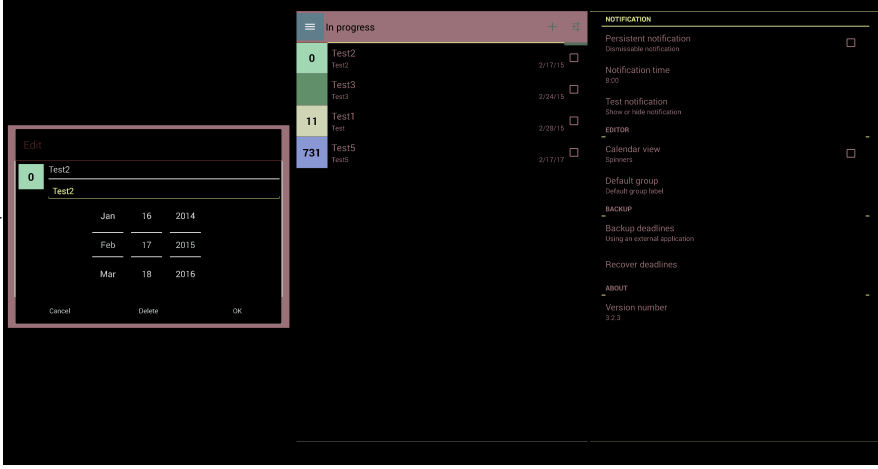 Edit
0
Test2
Test2
Jan 16 2014
Feb 17 2015
Mar 18 2016
Cancel Delete OK
In progress
0 Test2
Test2 2/17/15
Test3
Test3 2/24/15
11 Test1
Test 2/28/15
731 Test5
Test5 2/17/17
NOTIFICATION
Persistent notification
Dismissable notification
Notification time
8:00
Test notification
Show or hide notification
EDITOR
Calendar view
Spinners
Default group
Default group label
BACKUP
Backup deadlines
Using an external application
Recover deadlines
ABOUT
Version number
3.2.3